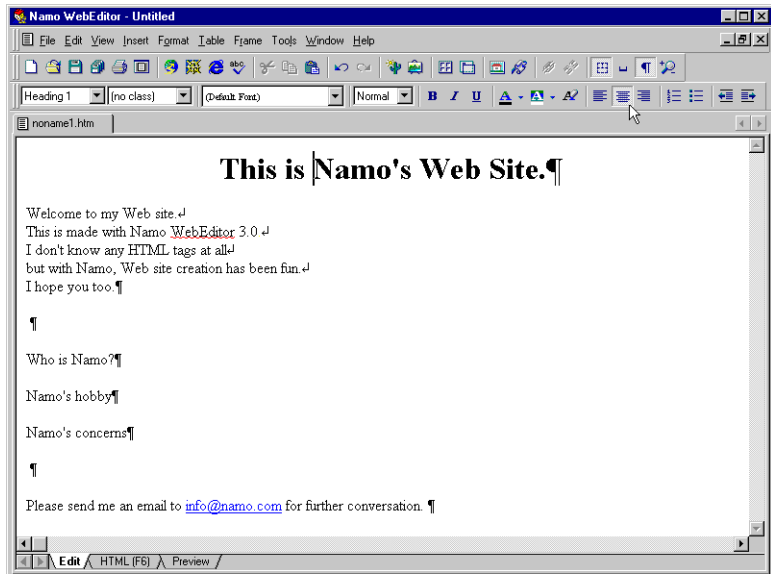 Namo WebEditor - Untitled
File Edit View Insert Format Table Frame Tools Window Help
Heading 1 (no class) (Default Font) Normal B I U A A
noname1.htm
This is Namo's Web Site.¶
Welcome to my Web site.↵
This is made with Namo WebEditor 3.0 ↵
I don't know any HTML tags at all↵
but with Namo, Web site creation has been fun.↵
I hope you too.¶
¶
Who is Namo?¶
Namo's hobby¶
Namo's concerns¶
¶
Please send me an email to info@namo.com for further conversation. ¶
Edit HTML (F6) Preview